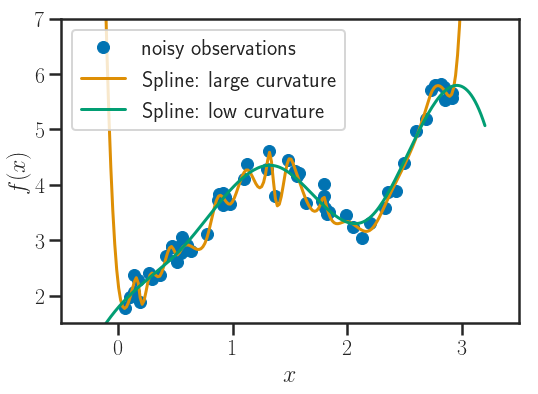 7
6
5
4
3
2
f(x)
noisy observations
Spline: large curvature
Spline: low curvature
0
1
2
3
x